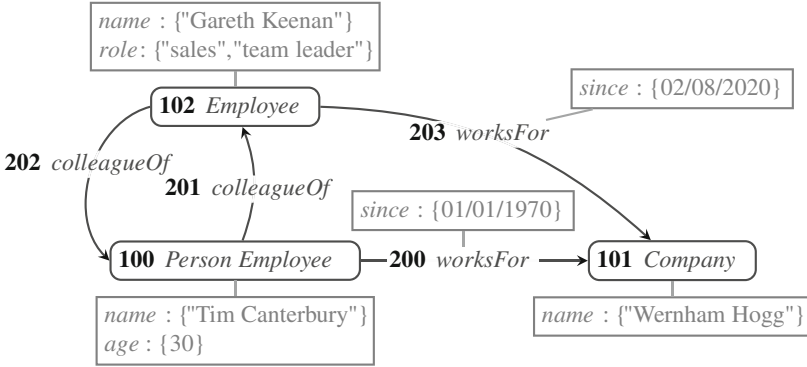 name : {"Gareth Keenan"}
role: {"sales","team leader"}
102 Employee
since : {02/08/2020}
203 worksFor
202 colleagueOf
201 colleagueOf
since : {01/01/1970}
100 Person Employee
200 worksFor
101 Company
name : {"Tim Canterbury"}
age : {30}
name : {"Wernham Hogg"}